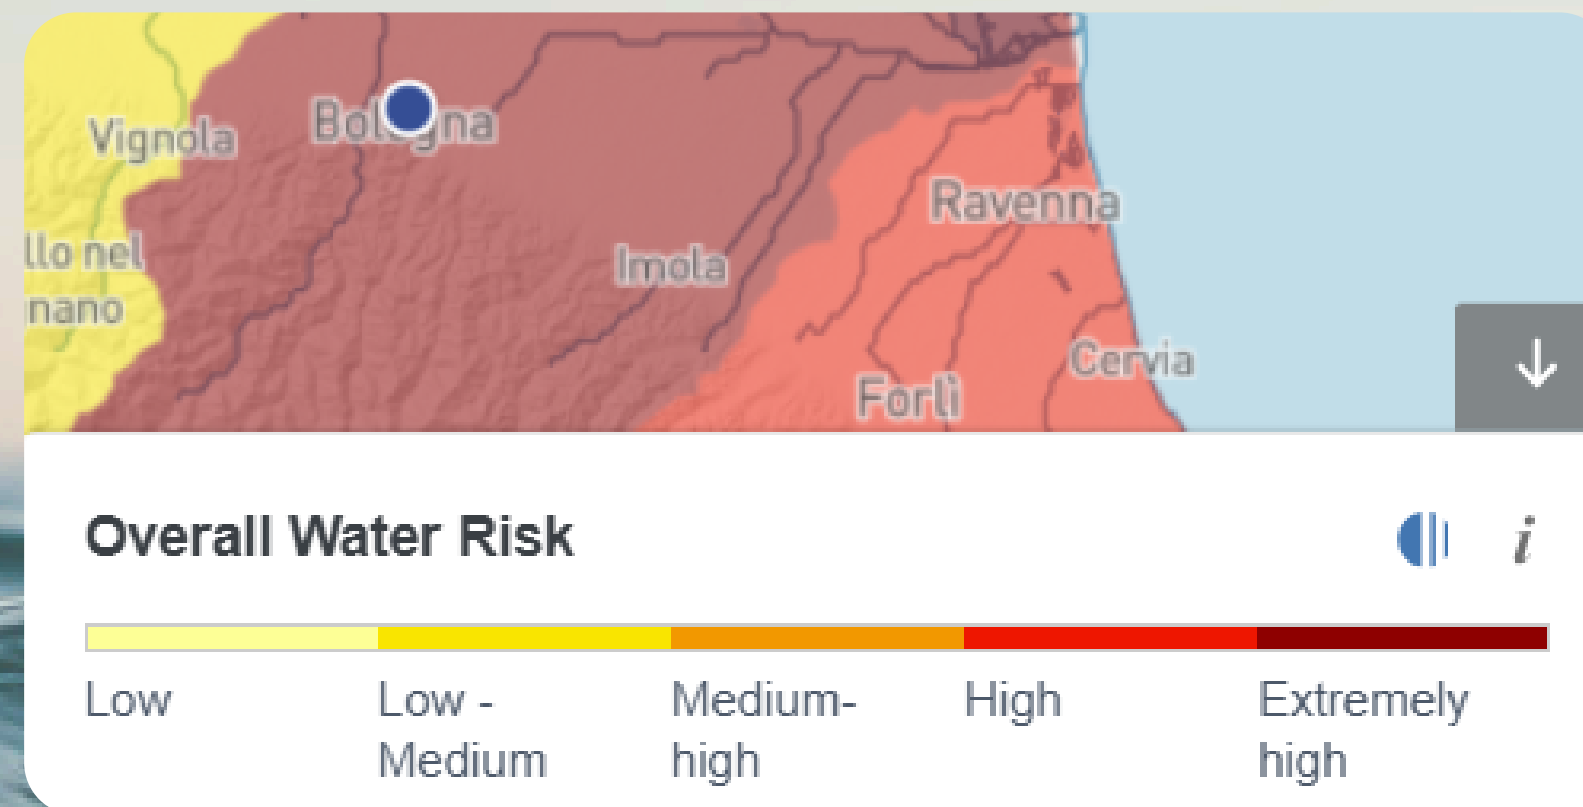 Vignola
Bologna
Ravenna
llo nel
nano
Imola
Cervia
Forlì
Overall Water Risk
i
Low
Low -
Medium
Medium-
high
High
Extremely
high